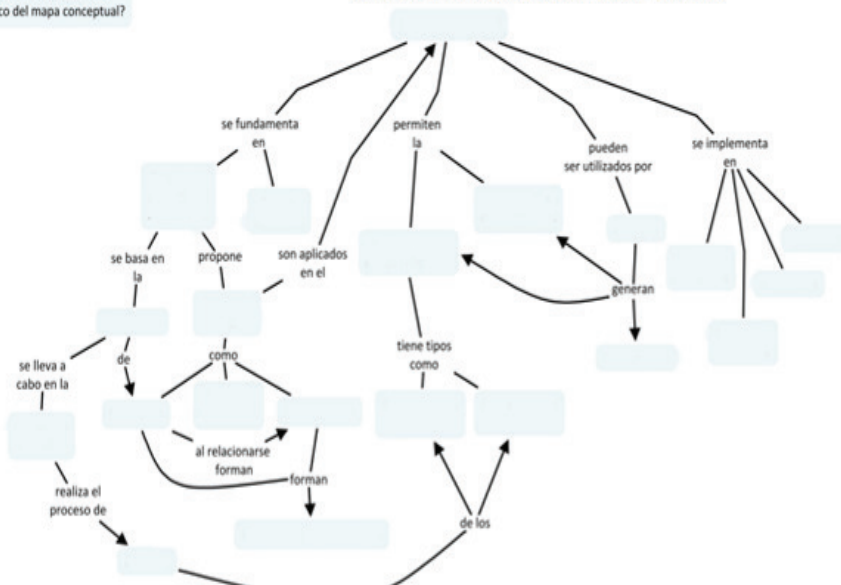 co del mapa conceptual?
se fundamenta
en
permiten
la
pueden
ser utilizados por
se implementa
en
se basa en
la
propone
son aplicados
en el
generan
se lleva a
cabo en la
de
como
tiene tipos
como
al relacionarse
forman
forman
realiza el
proceso de
de los